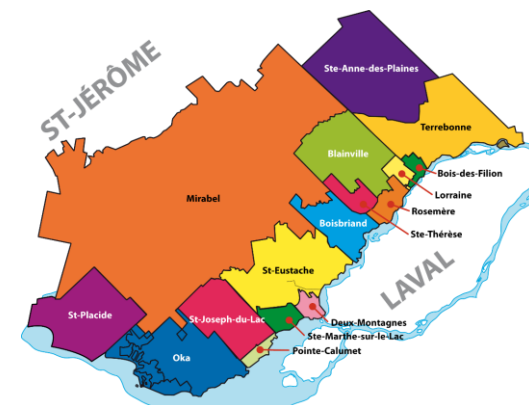 ST-JÉRÔME
Ste-Anne-des-Plaines
Terrebonne
Blainville
Bois-des-Filion
Lorraine
Mirabel
Rosemère
Boisbriand
Ste-Thérèse
St-Eustache
LAVAL
St-Placide
St-Joseph-du-Lac
Deux-Montagnes
Ste-Marthe-sur-le-Lac
Oka
Pointe-Calumet